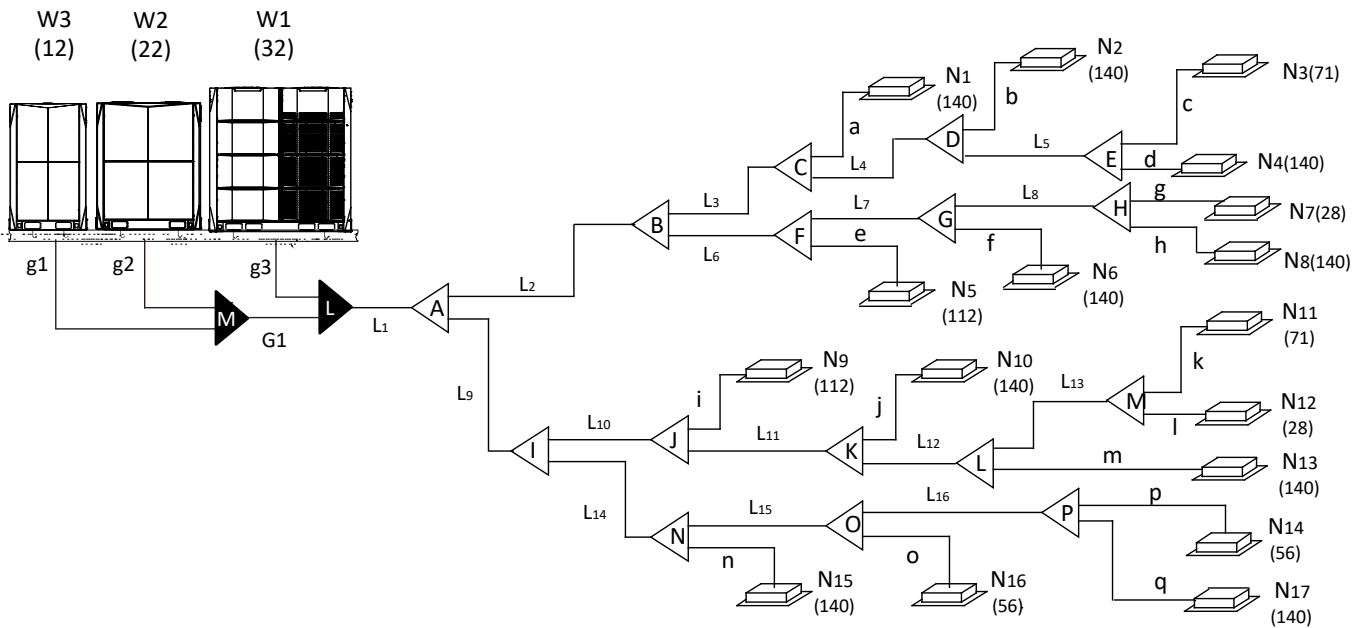 W3
(12)
W2
(22)
W1
(32)
g1
g2
g3
M
G1
L
L1
A
L2
L9
B
L3
L6
C
a
N1
(140)
L4
D
b
N2
(140)
L5
E
c
N3(71)
d
N4(140)
F
L7
e
N5
(112)
G
L8
f
N6
(140)
H
g
N7(28)
h
N8(140)
I
L10
L14
J
i
N9
(112)
L11
K
j
N10
(140)
L12
L
L13
M
k
N11
(71)
l
N12
(28)
m
N13
(140)
N
L15
n
N15
(140)
O
L16
o
N16
(56)
P
p
N14
(56)
q
N17
(140)